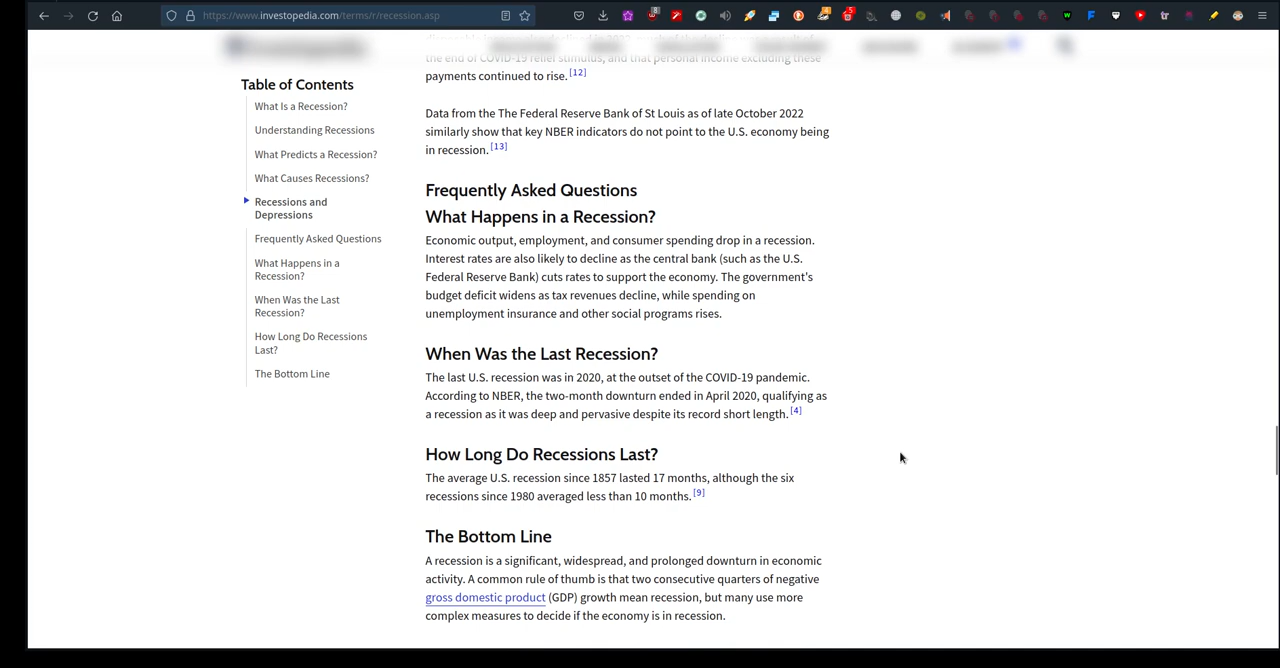 https://www.investopedia.com/terms/r/recession.asp
the end of COVID-19 relief stimulus, and that personal income excluding these
payments continued to rise. [12]
Table of Contents
What Is a Recession?
Understanding Recessions
What Predicts a Recession?
What Causes Recessions?
Recessions and
Depressions
Frequently Asked Questions
What Happens in a
Recession?
When Was the Last
Recession?
How Long Do Recessions
Last?
The Bottom Line
Data from the The Federal Reserve Bank of St Louis as of late October 2022
similarly show that key NBER indicators do not point to the U.S. economy being
in recession. [13]
Frequently Asked Questions
What Happens in a Recession?
Economic output, employment, and consumer spending drop in a recession.
Interest rates are also likely to decline as the central bank (such as the U.S.
Federal Reserve Bank) cuts rates to support the economy. The government's
budget deficit widens as tax revenues decline, while spending on
unemployment insurance and other social programs rises.
When Was the Last Recession?
The last U.S. recession was in 2020, at the outset of the COVID-19 pandemic.
According to NBER, the two-month downturn ended in April 2020, qualifying as
a recession as it was deep and pervasive despite its record short length. [4]
How Long Do Recessions Last?
The average U.S. recession since 1857 lasted 17 months, although the six
recessions since 1980 averaged less than 10 months. [9]
The Bottom Line
A recession is a significant, widespread, and prolonged downturn in economic
activity. A common rule of thumb is that two consecutive quarters of negative
gross domestic product (GDP) growth mean recession, but many use more
complex measures to decide if the economy is in recession.